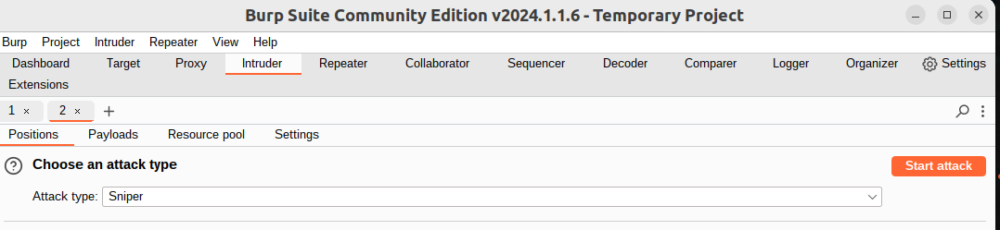 Burp Suite Community Edition v2024.1.1.6 - Temporary Project
Burp Project Intruder Repeater View Help
Dashboard Target Proxy Intruder Repeater Collaborator Sequencer Decoder Comparer Logger Organizer Settings
Extensions
1 × 2 × +
Positions Payloads Resource pool Settings
? Choose an attack type Start attack
Attack type: Sniper